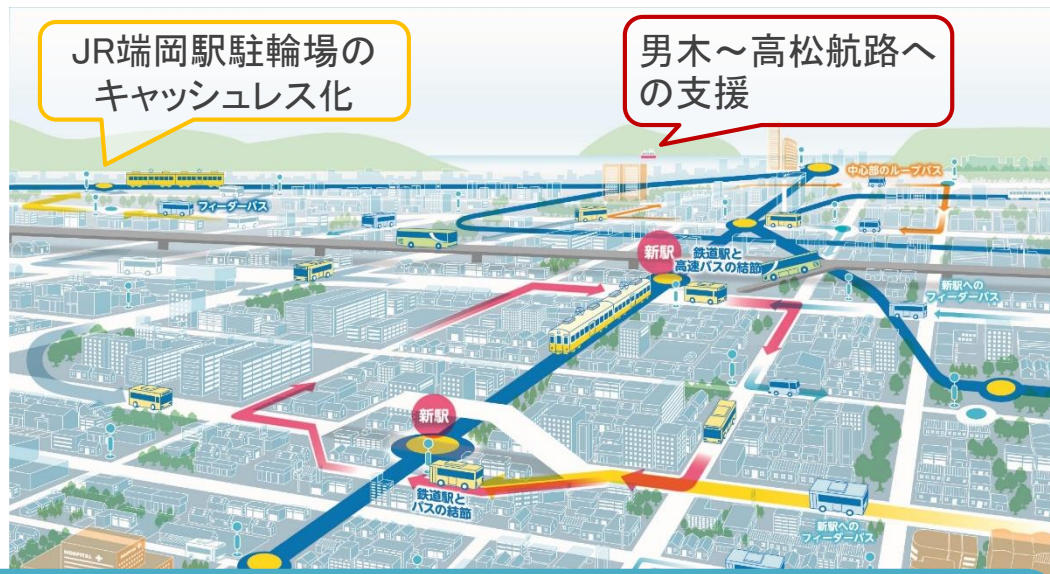 JR端岡駅駐輪場の
キャッシュレス化
男木～高松航路へ
の支援
中心部のループバス
フィーダーバス
新駅
鉄道駅と
高速バスの結節
新駅への
フィーダーバス
新駅
鉄道駅と
バスの結節
新駅への
フィーダーバス
HOSPITAL